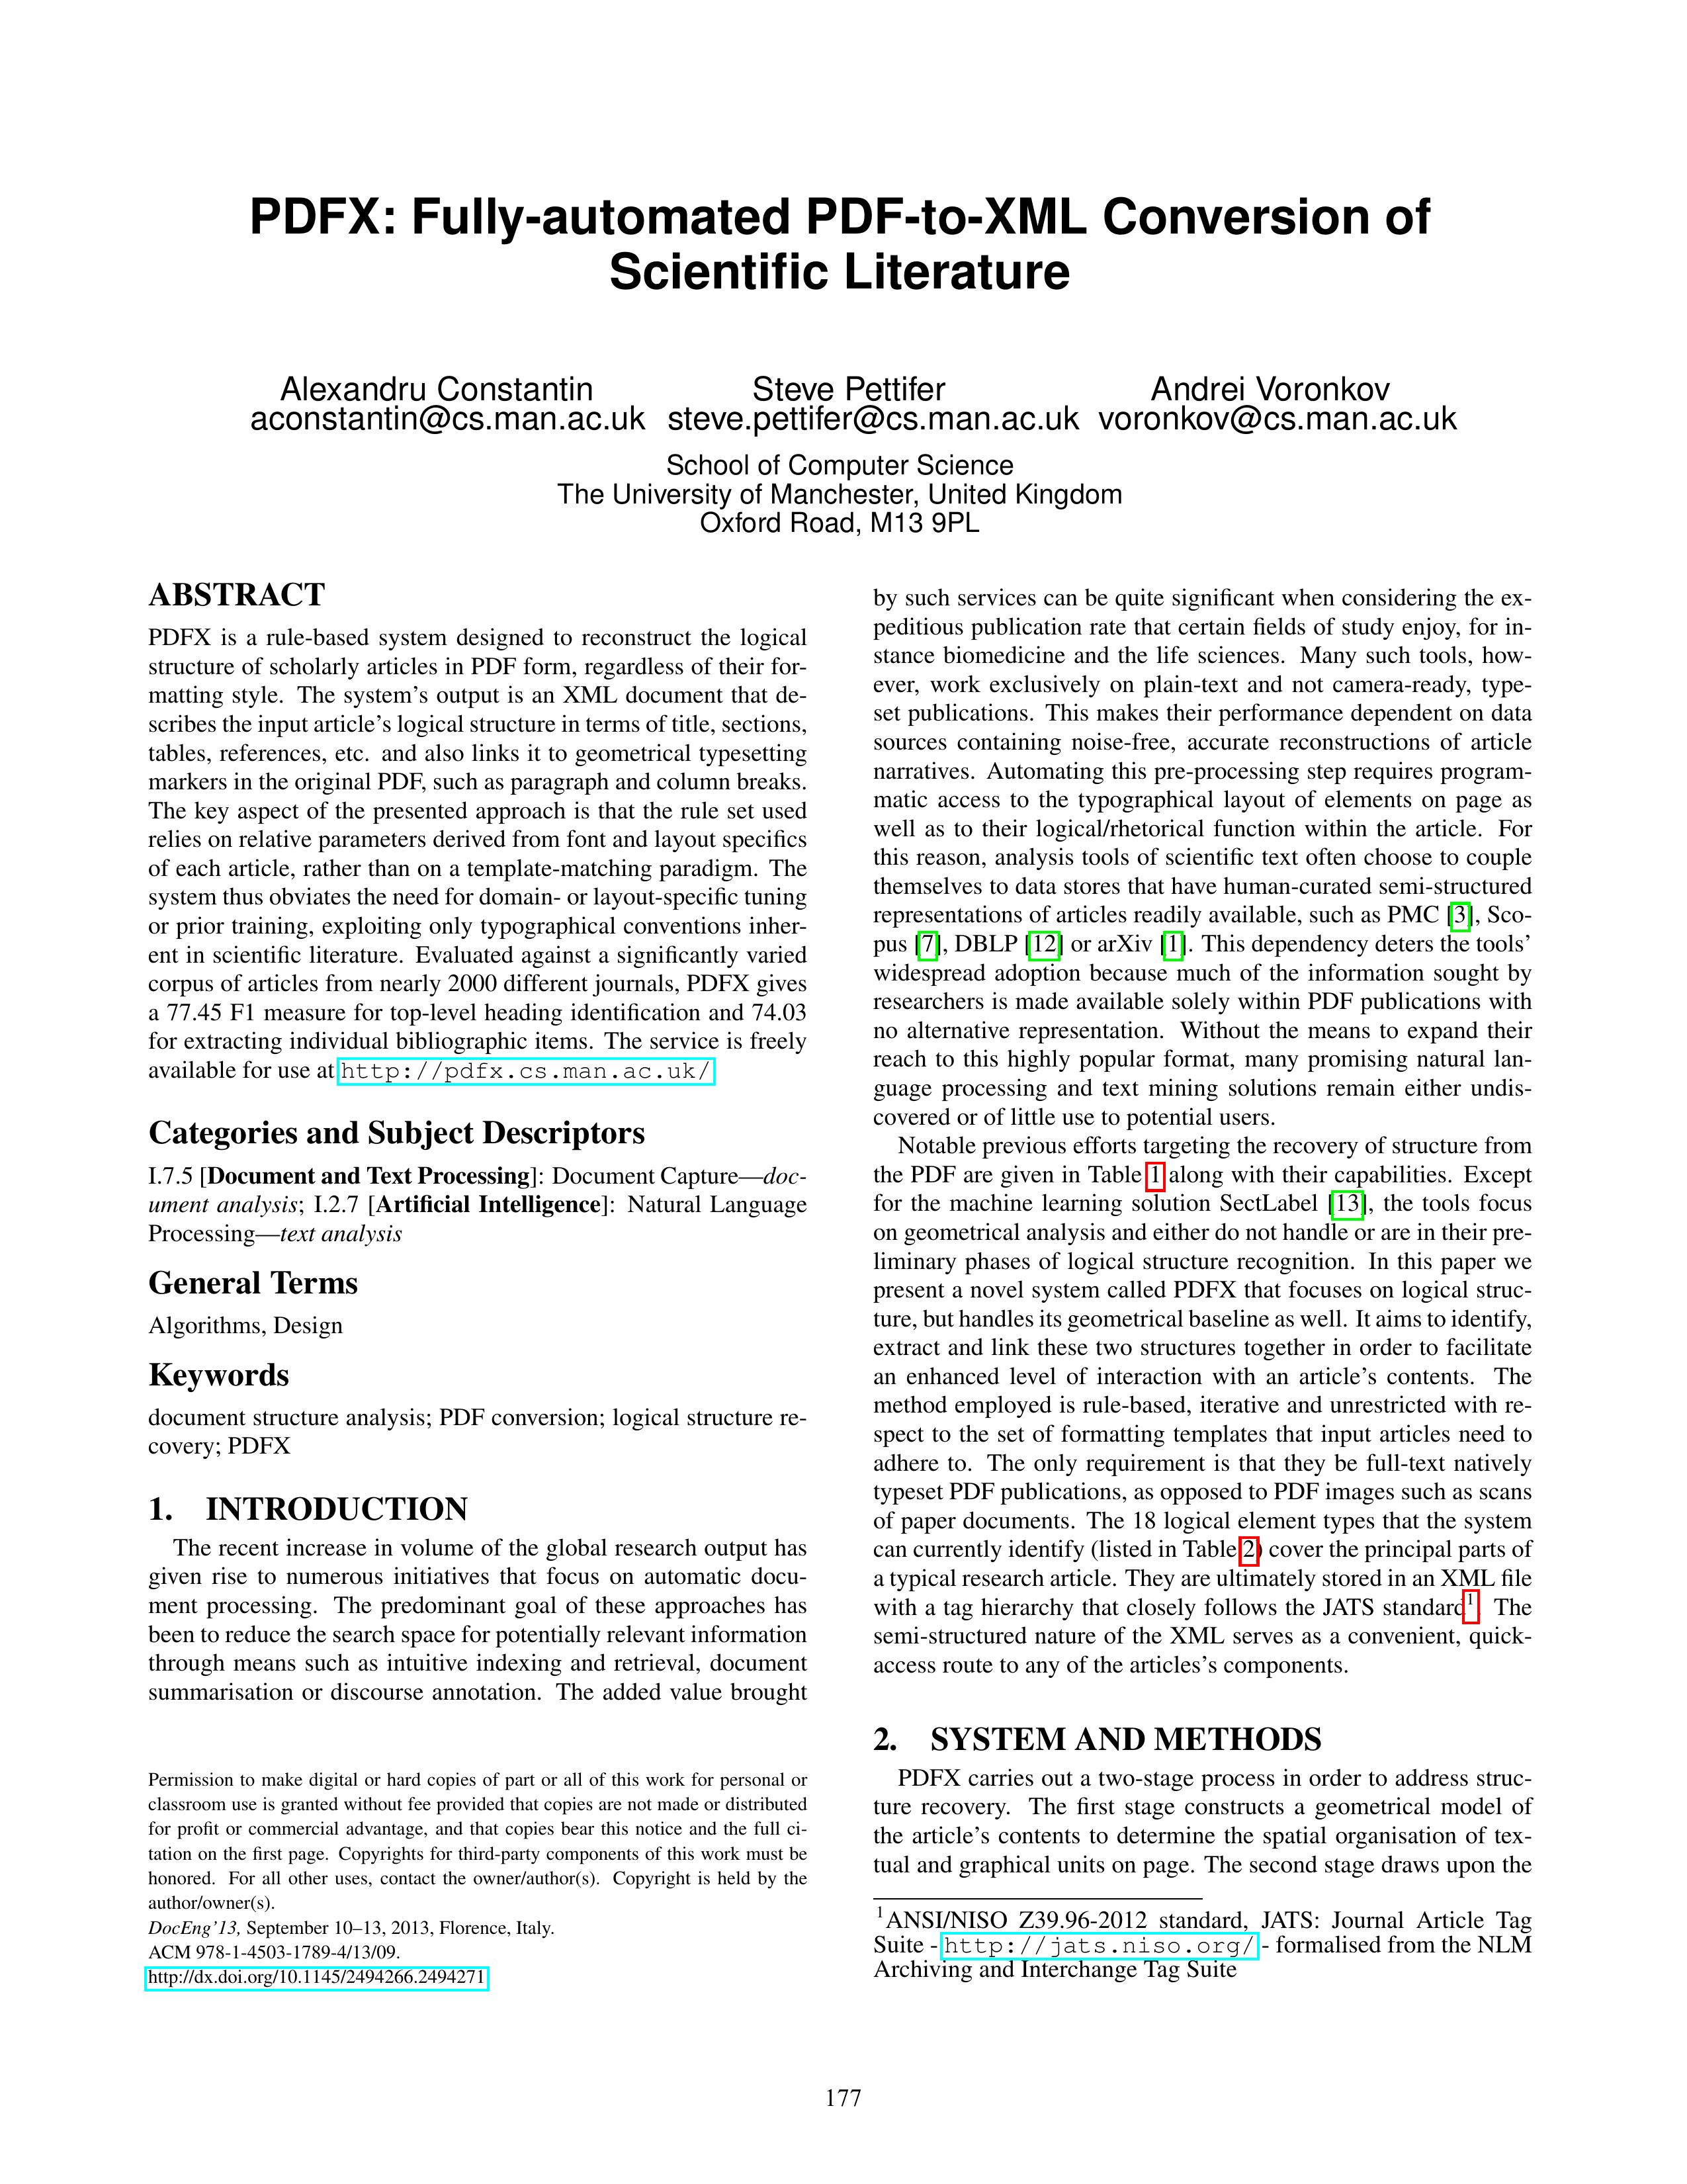 PDFX: Fully-automated PDF-to-XML Conversion of
Scientific Literature
Alexandru Constantin
aconstantin@cs.man.ac.uk
Steve Pettifer
steve.pettifer@cs.man.ac.uk
Andrei Voronkov
voronkov@cs.man.ac.uk
School of Computer Science
The University of Manchester, United Kingdom
Oxford Road, M13 9PL
ABSTRACT
PDFX is a rule-based system designed to reconstruct the logical
structure of scholarly articles in PDF form, regardless of their for-
matting style. The system's output is an XML document that de-
scribes the input article's logical structure in terms of title, sections,
tables, references, etc. and also links it to geometrical typesetting
markers in the original PDF, such as paragraph and column breaks.
The key aspect of the presented approach is that the rule set used
relies on relative parameters derived from font and layout specifics
of each article, rather than on a template-matching paradigm. The
system thus obviates the need for domain- or layout-specific tuning
or prior training, exploiting only typographical conventions inher-
ent in scientific literature. Evaluated against a significantly varied
corpus of articles from nearly 2000 different journals, PDFX gives
a 77.45 F1 measure for top-level heading identification and 74.03
for extracting individual bibliographic items. The service is freely
available for use at http://pdfx.cs.man.ac.uk/
Categories and Subject Descriptors
I.7.5 [Document and Text Processing]: Document Capture—doc-
ument analysis; I.2.7 [Artificial Intelligence]: Natural Language
Processing—text analysis
General Terms
Algorithms, Design
Keywords
document structure analysis; PDF conversion; logical structure re-
covery; PDFX
1. INTRODUCTION
The recent increase in volume of the global research output has
given rise to numerous initiatives that focus on automatic docu-
ment processing. The predominant goal of these approaches has
been to reduce the search space for potentially relevant information
through means such as intuitive indexing and retrieval, document
summarisation or discourse annotation. The added value brought
Permission to make digital or hard copies of part or all of this work for personal or
classroom use is granted without fee provided that copies are not made or distributed
for profit or commercial advantage, and that copies bear this notice and the full ci-
tation on the first page. Copyrights for third-party components of this work must be
honored. For all other uses, contact the owner/author(s). Copyright is held by the
author/owner(s).
DocEng'13, September 10–13, 2013, Florence, Italy.
ACM 978-1-4503-1789-4/13/09.
http://dx.doi.org/10.1145/2494266.2494271
by such services can be quite significant when considering the ex-
peditious publication rate that certain fields of study enjoy, for in-
stance biomedicine and the life sciences. Many such tools, how-
ever, work exclusively on plain-text and not camera-ready, type-
set publications. This makes their performance dependent on data
sources containing noise-free, accurate reconstructions of article
narratives. Automating this pre-processing step requires program-
matic access to the typographical layout of elements on page as
well as to their logical/rhetorical function within the article. For
this reason, analysis tools of scientific text often choose to couple
themselves to data stores that have human-curated semi-structured
representations of articles readily available, such as PMC [3], Sco-
pus [7], DBLP [12] or arXiv [1]. This dependency deters the tools'
widespread adoption because much of the information sought by
researchers is made available solely within PDF publications with
no alternative representation. Without the means to expand their
reach to this highly popular format, many promising natural lan-
guage processing and text mining solutions remain either undis-
covered or of little use to potential users.
Notable previous efforts targeting the recovery of structure from
the PDF are given in Table 1 along with their capabilities. Except
for the machine learning solution SectLabel [13], the tools focus
on geometrical analysis and either do not handle or are in their pre-
liminary phases of logical structure recognition. In this paper we
present a novel system called PDFX that focuses on logical struc-
ture, but handles its geometrical baseline as well. It aims to identify,
extract and link these two structures together in order to facilitate
an enhanced level of interaction with an article's contents. The
method employed is rule-based, iterative and unrestricted with re-
spect to the set of formatting templates that input articles need to
adhere to. The only requirement is that they be full-text natively
typeset PDF publications, as opposed to PDF images such as scans
of paper documents. The 18 logical element types that the system
can currently identify (listed in Table 2) cover the principal parts of
a typical research article. They are ultimately stored in an XML file
with a tag hierarchy that closely follows the JATS standard1. The
semi-structured nature of the XML serves as a convenient, quick-
access route to any of the articles's components.
2. SYSTEM AND METHODS
PDFX carries out a two-stage process in order to address struc-
ture recovery. The first stage constructs a geometrical model of
the article's contents to determine the spatial organisation of tex-
tual and graphical units on page. The second stage draws upon the
1ANSI/NISO Z39.96-2012 standard, JATS: Journal Article Tag
Suite - http://jats.niso.org/ - formalised from the NLM
Archiving and Interchange Tag Suite
177